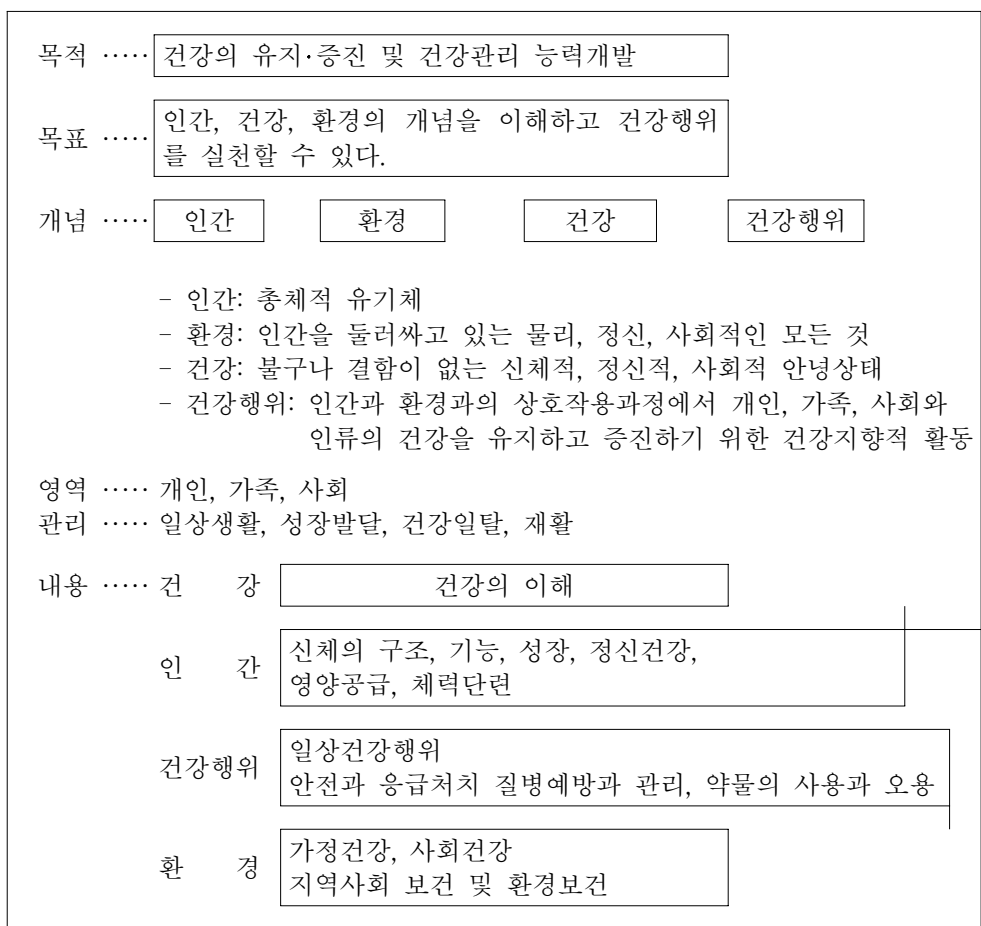 목적 ····· 건강의 유지·증진 및 건강관리 능력개발
목표 ····· 인간, 건강, 환경의 개념을 이해하고 건강행위
를 실천할 수 있다.
개념 ····· 인간 환경 건강 건강행위
- 인간: 총체적 유기체
- 환경: 인간을 둘러싸고 있는 물리, 정신, 사회적인 모든 것
- 건강: 불구나 결함이 없는 신체적, 정신적, 사회적 안녕상태
- 건강행위: 인간과 환경과의 상호작용과정에서 개인, 가족, 사회와
인류의 건강을 유지하고 증진하기 위한 건강지향적 활동
영역 ····· 개인, 가족, 사회
관리 ····· 일상생활, 성장발달, 건강일탈, 재활
내용 ····· 건 강 건강의 이해
인 간 신체의 구조, 기능, 성장, 정신건강,
영양공급, 체력단련
건강행위 일상건강행위
안전과 응급처치 질병예방과 관리, 약물의 사용과 오용
환 경 가정건강, 사회건강
지역사회 보건 및 환경보건